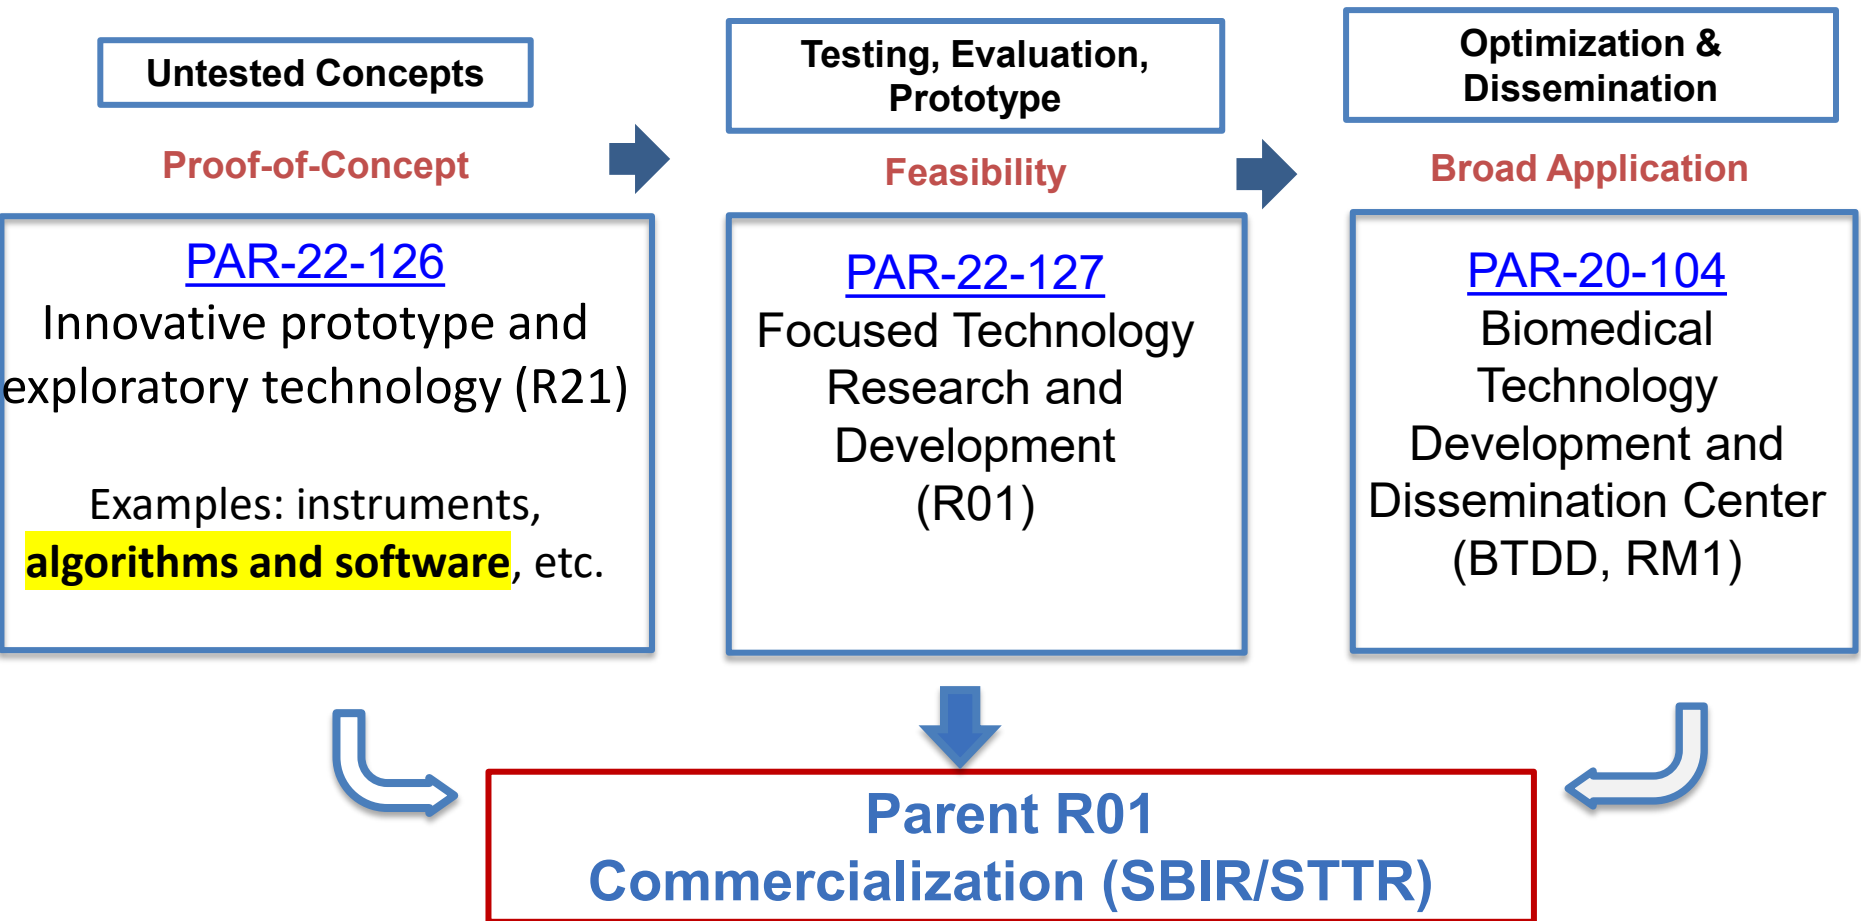 Untested Concepts
Proof-of-Concept
PAR-22-126
Innovative prototype and
exploratory technology (R21)
Examples: instruments,
algorithms and software, etc.
Testing, Evaluation,
Prototype
Feasibility
PAR-22-127
Focused Technology
Research and
Development
(R01)
Optimization &
Dissemination
Broad Application
PAR-20-104
Biomedical
Technology
Development and
Dissemination Center
(BTDD, RM1)
Parent R01
Commercialization (SBIR/STTR)